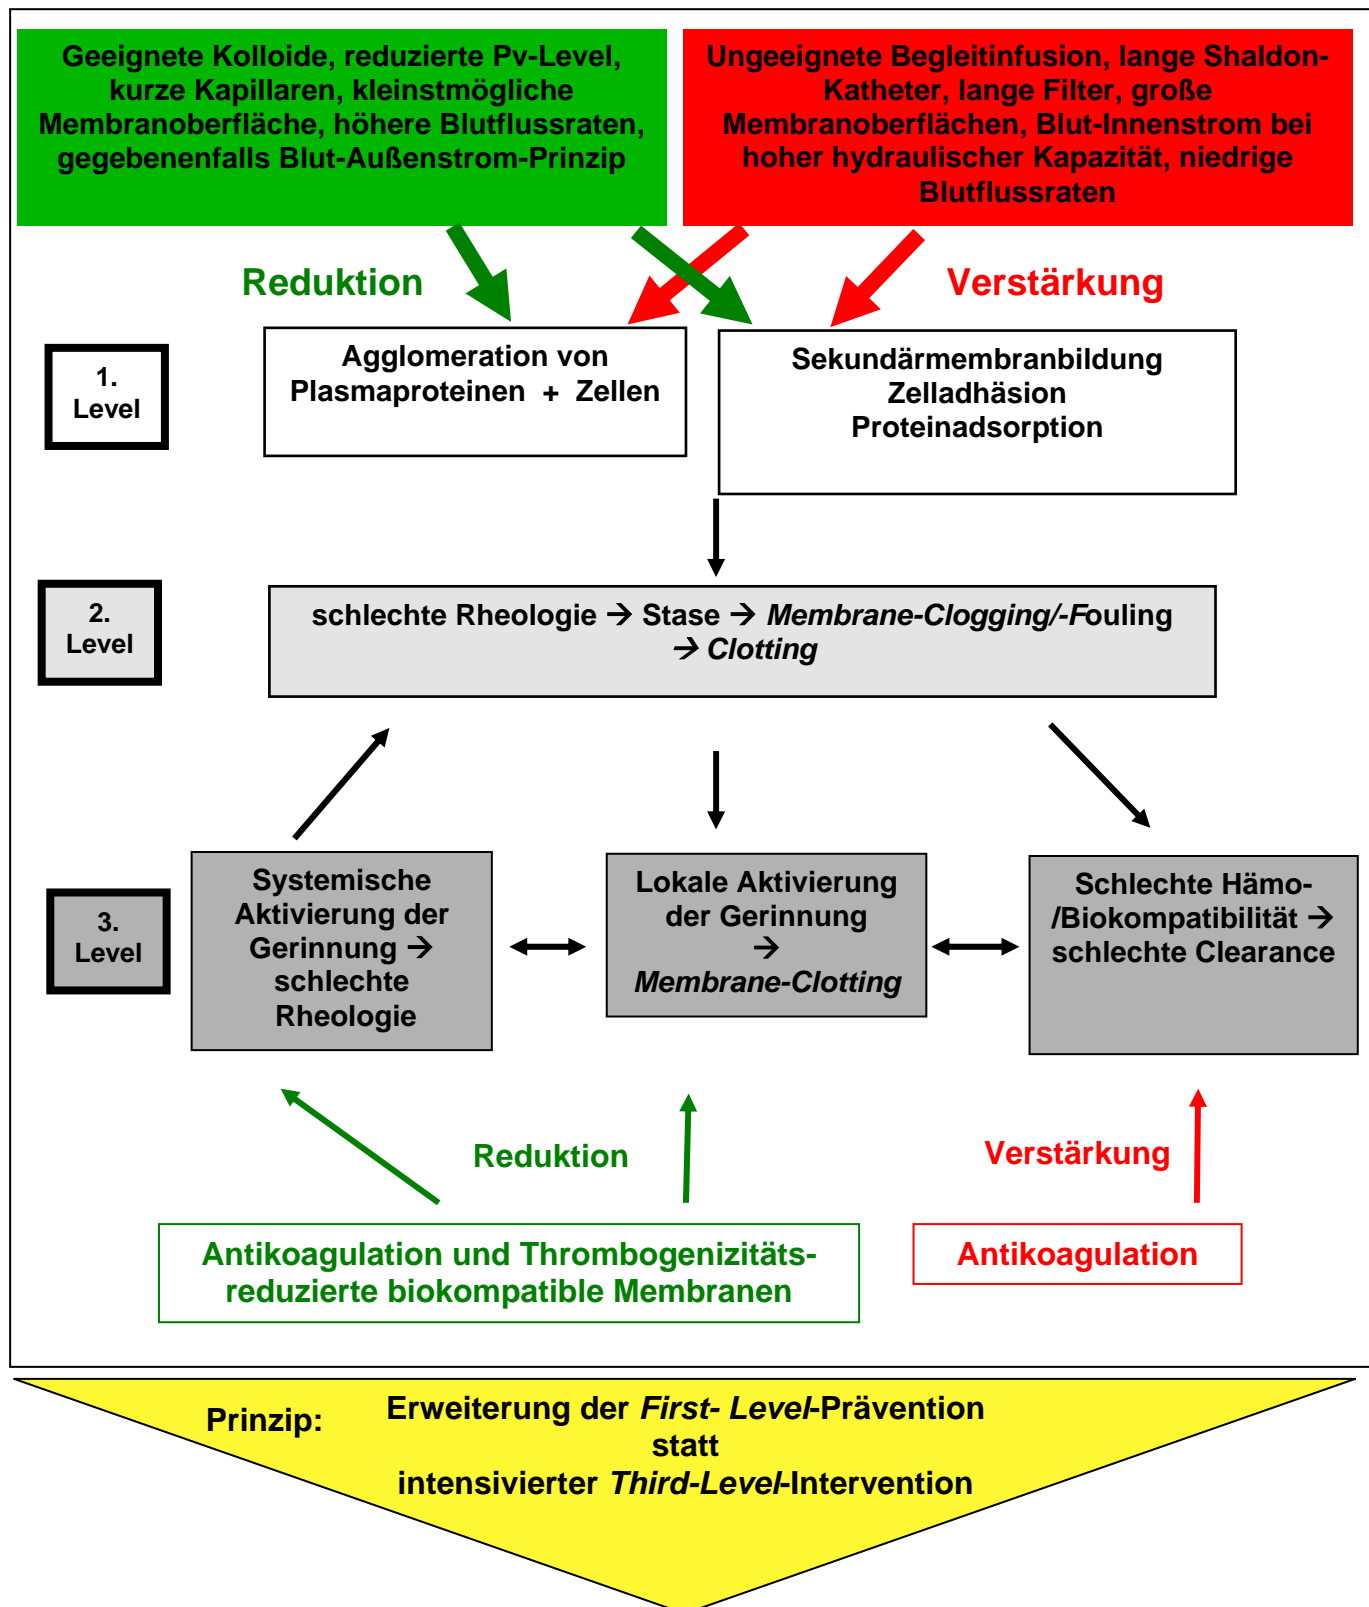 Geeignete Kolloide, reduzierte Pv-Level,
kurze Kapillaren, kleinstmögliche
Membranoberfläche, höhere Blutflussraten,
gegebenenfalls Blut-Außenstrom-Prinzip
Ungeeignete Begleitinfusion, lange Shaldon-
Katheter, lange Filter, große
Membranoberflächen, Blut-Innenstrom bei
hoher hydraulischer Kapazität, niedrige
Blutflussraten
Reduktion
Verstärkung
1.
Level
Agglomeration von
Plasmaproteinen + Zellen
Sekundärmembranbildung
Zelladhäsion
Proteinadsorption
2.
Level
schlechte Rheologie → Stase → Membrane-Clogging/-Fouling
→ Clotting
3.
Level
Systemische
Aktivierung der
Gerinnung →
schlechte
Rheologie
Lokale Aktivierung
der Gerinnung
→
Membrane-Clotting
Schlechte Hämo-
/Biokompatibilität →
schlechte Clearance
Reduktion
Verstärkung
Antikoagulation und Thrombogenizitäts-
reduzierte biokompatible Membranen
Antikoagulation
Prinzip:
Erweiterung der First- Level-Prävention
statt
intensivierter Third-Level-Intervention